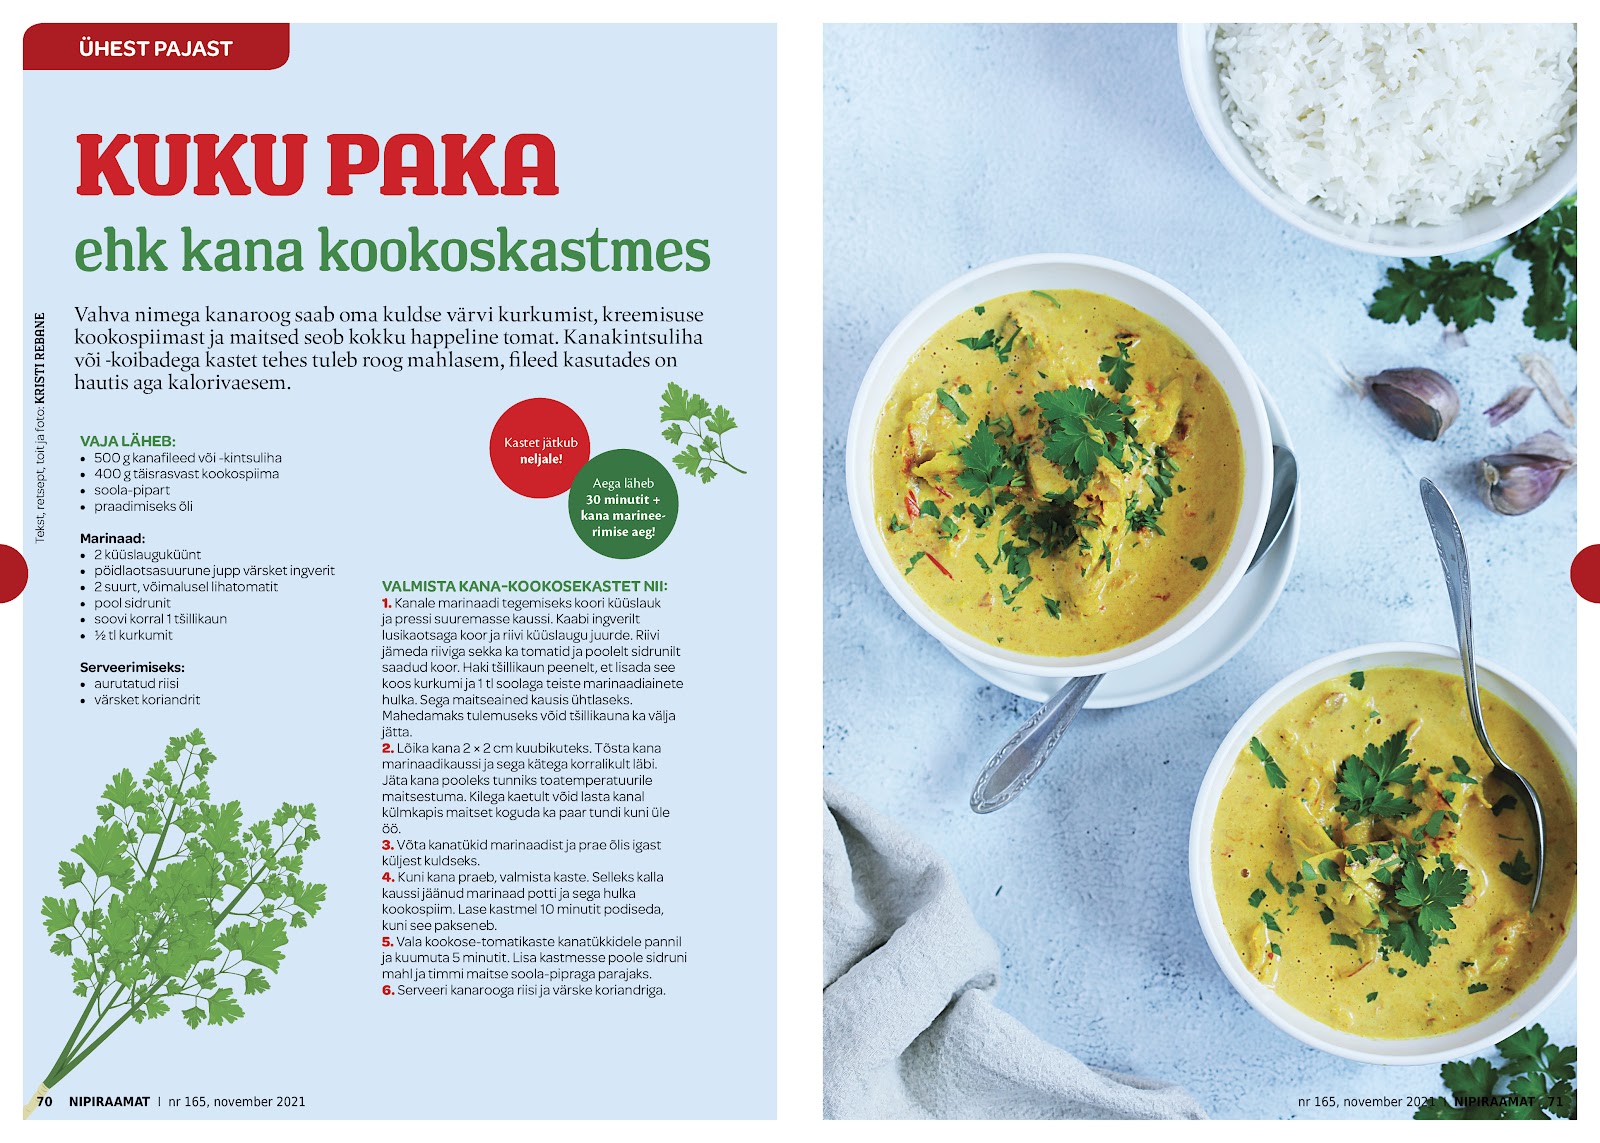 ÜHEST PAJAST
KUKU PAKA
ehk kana kookoskastmes
Vahva nimega kanaroog saab oma kuldse värvi kurkumist, kreemisuse
kookospiimast ja maitsed seob kokku happeline tomat. Kanakintsuliha
või -koibadega kastet tehes tuleb roog mahlasem, fileed kasutades on
hautis aga kalorivaesem.
Tekst, retsept, toit ja foto: KRISTI REBANE
Kastet jätkub
neljale!
Aega läheb
30 minutit +
kana marinee-
rimise aeg!
VAJA LÄHEB:
• 500 g kanafileed või -kintsuliha
• 400 g täisrasvast kookospiima
• soola-pipart
• praadimiseks õli
Marinaad:
• 2 küüslauguküünt
• pöidlaotsasuurune jupp värsket ingverit
• 2 suurt, võimalusel lihatomatit
• pool sidrunit
• soovi korral 1 tšillikaun
• ½ tl kurkumit
Serveerimiseks:
• aurutatud riisi
• värsket koriandrit
VALMISTA KANA-KOOKOSEKASTET NII:
1. Kanale marinaadi tegemiseks koori küüslauk
ja pressi suuremasse kaussi. Kaabi ingverilt
lusikaotsaga koor ja riivi küüslaugu juurde. Riivi
jämeda riiviga sekka ka tomatid ja poolelt sidrunilt
saadud koor. Haki tšillikaun peenelt, et lisada see
koos kurkumi ja 1 tl soolaga teiste marinaadiainete
hulka. Sega maitseained kausis ühtlaseks.
Mahedamaks tulemuseks võid tšillikauna ka välja
jätta.
2. Lõika kana 2 × 2 cm kuubikuteks. Tõsta kana
marinaadikaussi ja sega kätega korralikult läbi.
Jäta kana pooleks tunniks toatemperatuurile
maitsestuma. Kilega kaetult võid lasta kanal
külmkapis maitset koguda ka paar tundi kuni üle
öö.
3. Võta kanatükid marinaadist ja prae õlis igast
küljest kuldseks.
4. Kuni kana praeb, valmista kaste. Selleks kalla
kaussi jäänud marinaad potti ja sega hulka
kookospiim. Lase kastmel 10 minutit podiseda,
kuni see pakseneb.
5. Vala kookose-tomatikaste kanatükkidele pannil
ja kuumuta 5 minutit. Lisa kastmesse poole sidruni
mahl ja timmi maitse soola-pipraga parajaks.
6. Serveeri kanarooga riisi ja värske koriandriga.
70 NIPIRAAMAT | nr 165, november 2021
nr 165, november 2021 | NIPIRAAMAT 71